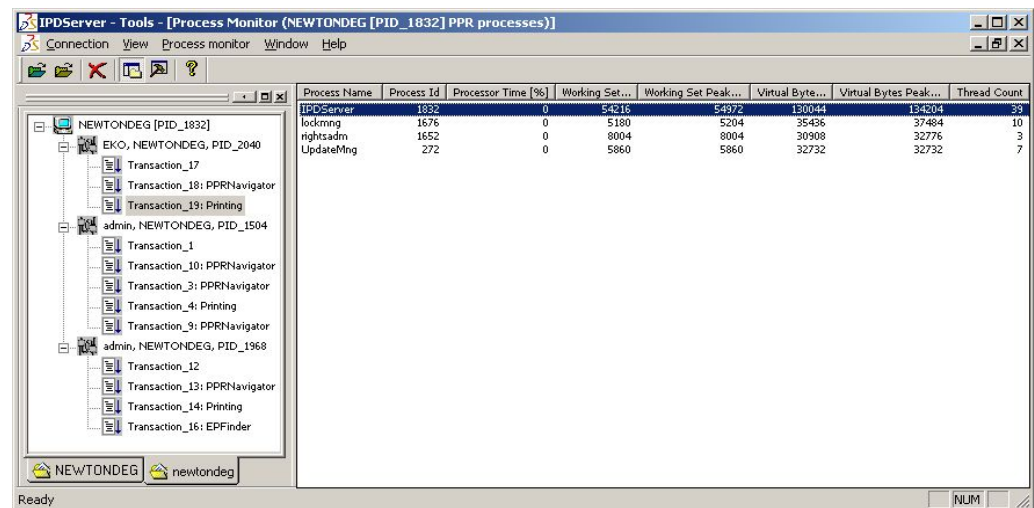 IPDServer - Tools - [Process Monitor (NEWTONDEG [PID_1832] PPR processes)]
Connection View Process monitor Window Help
Process Name Process Id Processor Time [%] Working Set... Working Set Peak... Virtual Byte... Virtual Bytes Peak... Thread Count
IPDServer 1832 0 54216 54972 130044 134204 39
lockmng 1676 0 5180 5204 35436 37484 10
rightsadm 1652 0 8004 8004 30908 32776 3
UpdateMng 272 0 5860 5860 32732 32732 7
NEWTONDEG [PID_1832]
EKO, NEWTONDEG, PID_2040
Transaction_17
Transaction_18: PPRNavigator
Transaction_19: Printing
admin, NEWTONDEG, PID_1504
Transaction_1
Transaction_10: PPRNavigator
Transaction_3: PPRNavigator
Transaction_4: Printing
Transaction_9: PPRNavigator
admin, NEWTONDEG, PID_1968
Transaction_12
Transaction_13: PPRNavigator
Transaction_14: Printing
Transaction_16: EPFinder
NEWTONDEG newtondeg
Ready NUM